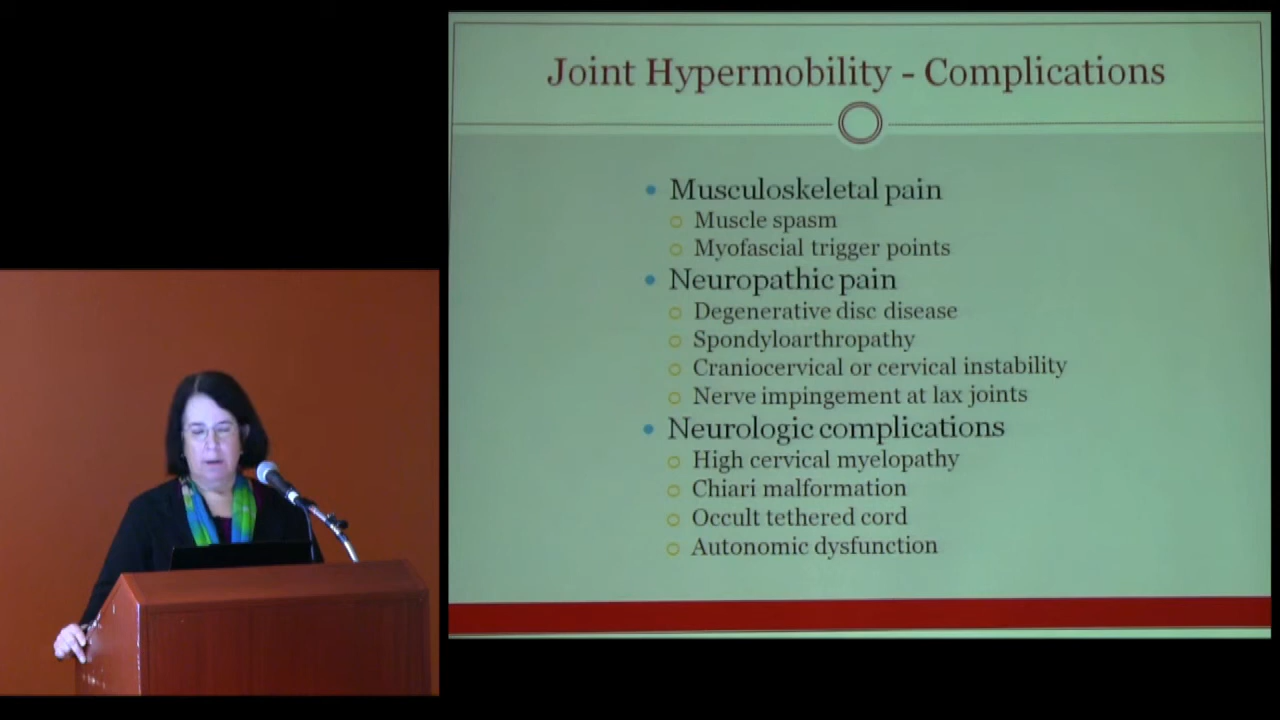 Joint Hypermobility - Complications
Musculoskeletal pain
Muscle spasm
Myofascial trigger points
Neuropathic pain
Degenerative disc disease
Spondyloarthropathy
Craniocervical or cervical instability
Nerve impingement at lax joints
Neurologic complications
High cervical myelopathy
Chiari malformation
Occult tethered cord
Autonomic dysfunction